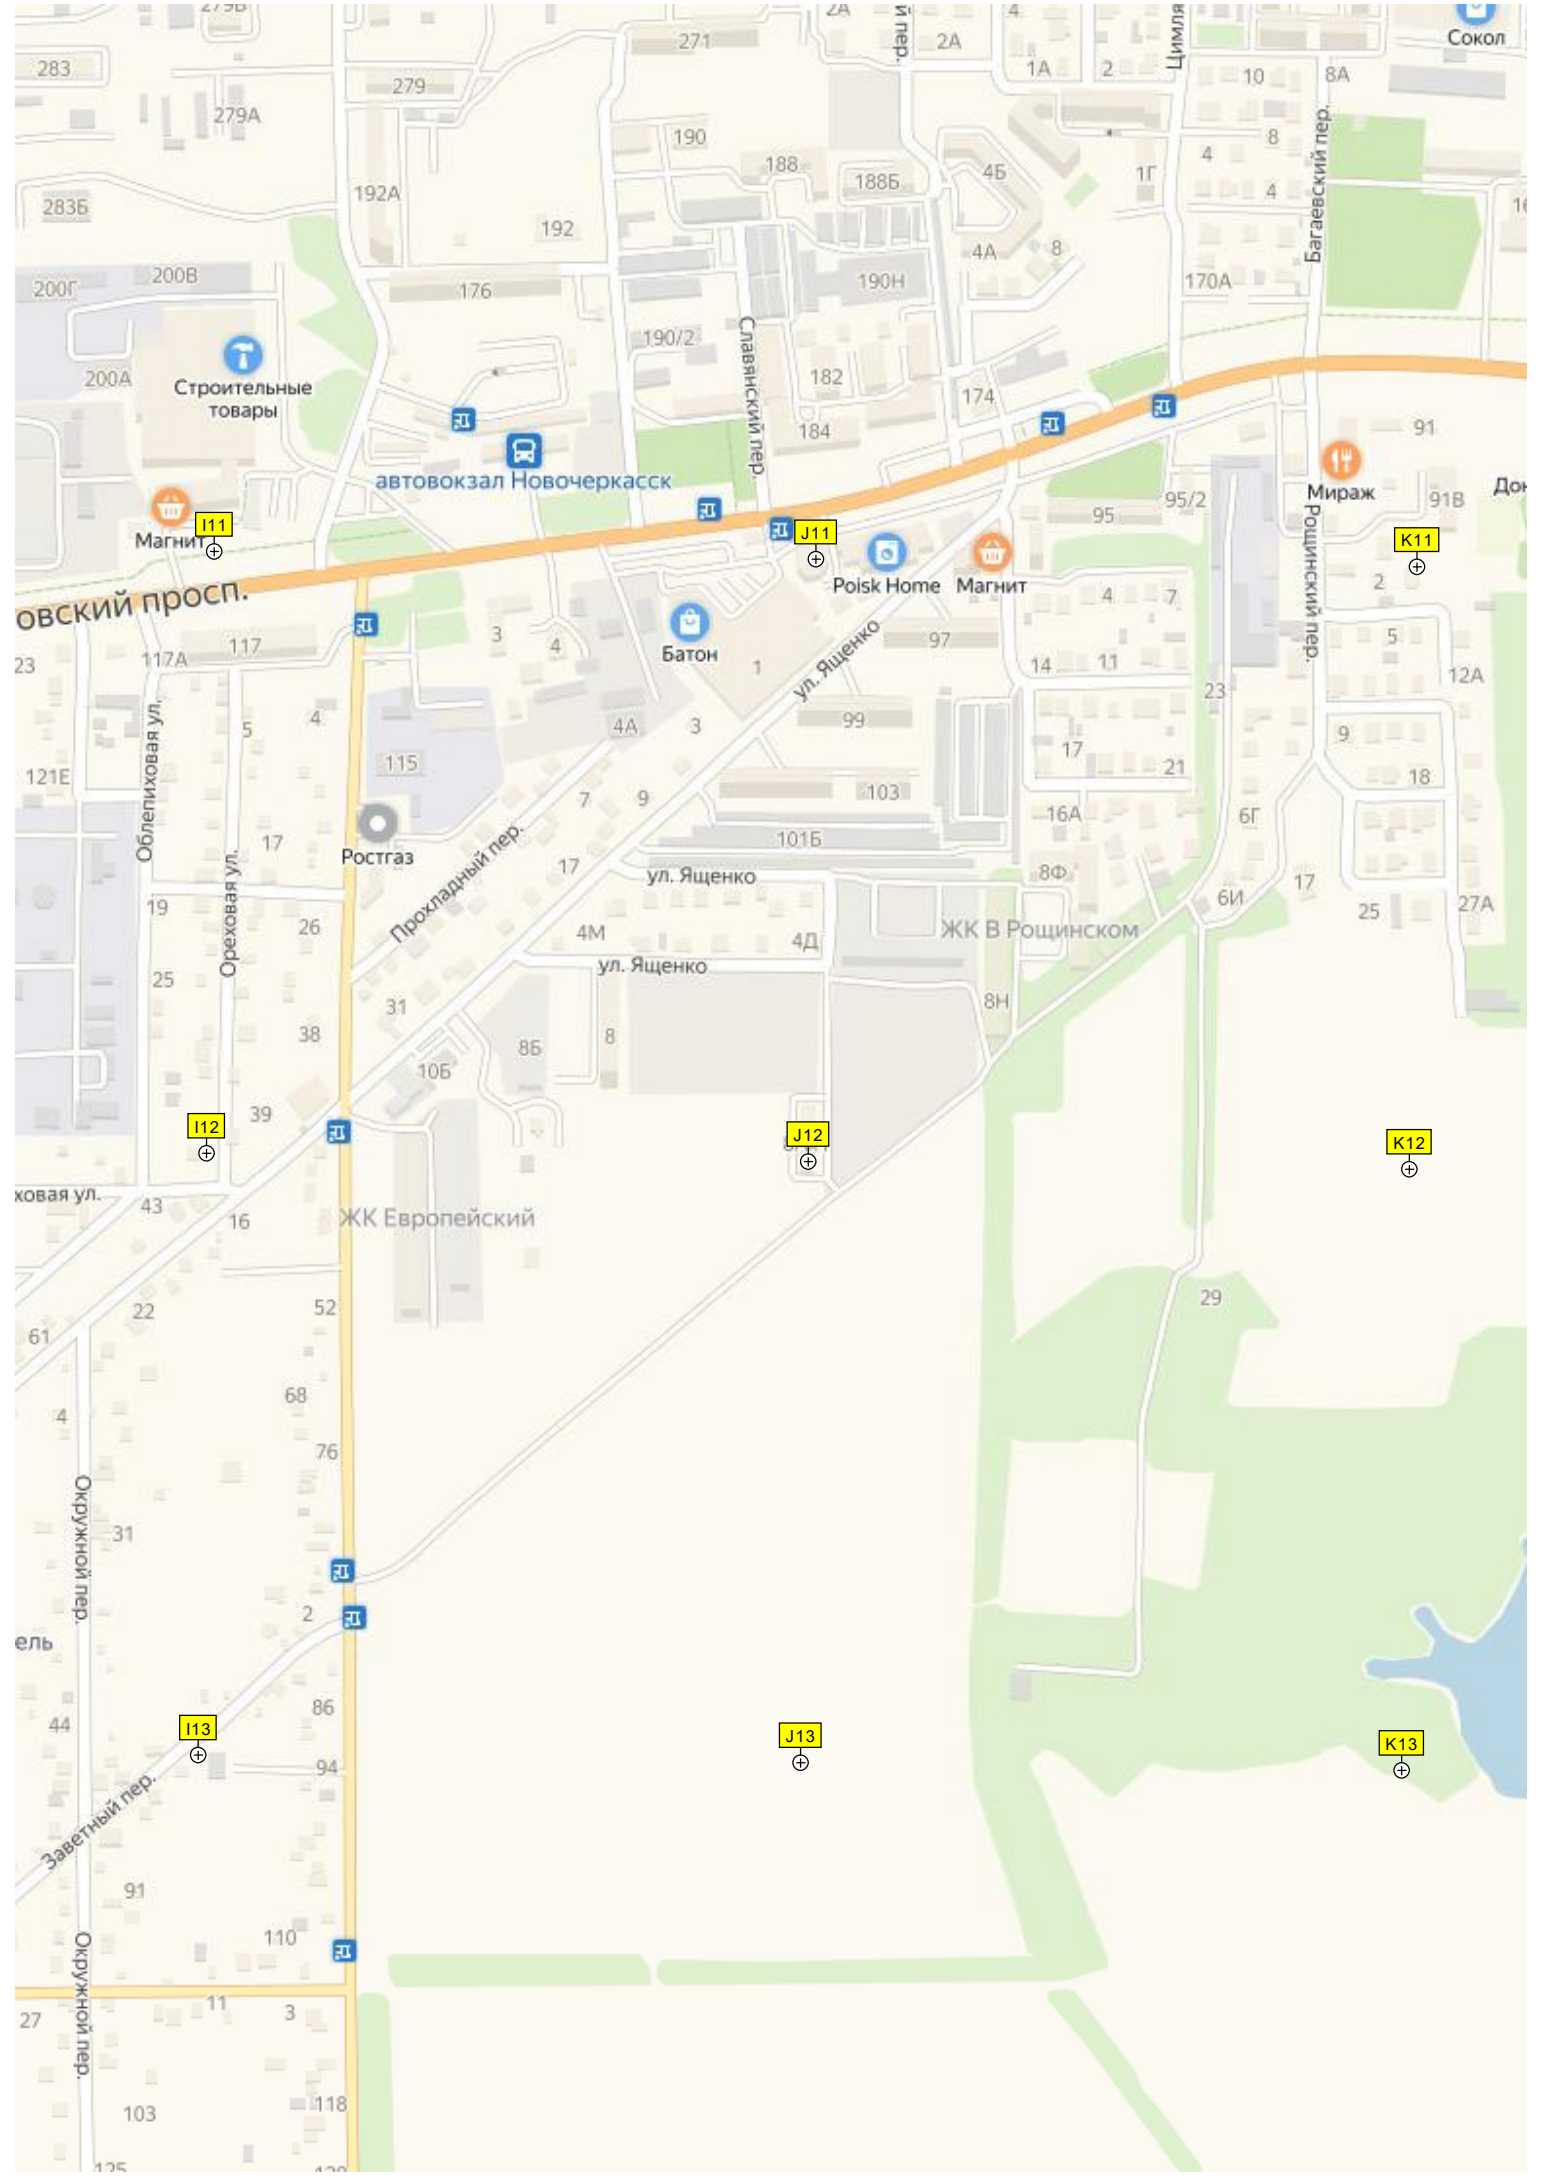 279В
283
279А
279
271
2А
й пер.
2А
4
1А
2
Цимля
10
8А
Сокол
283Б
192А
190
188
188Б
4Б
1Г
4
8
4
Багаевский пер.
192
4А
8
200Г
200В
176
190Н
170А
Строительные
товары
200А
190/2
Славянский пер.
182
184
174
91
Мираж
автовокзал Новочеркасск
95/2
95
91В
Магнит
I11
J11
K11
Poisk Home
Магнит
2
Рощинский пер.
овский просп.
4
7
117
117А
23
3
4
Батон
1
ул. Ященко
97
14
11
5
12А
23
Облепиховая ул.
5
4
4А
3
99
17
21
9
18
121Е
115
7
9
103
16А
6Г
Ростгаз
17
101Б
Прохладный пер.
17
ул. Ященко
8Ф
6И
17
25
27А
19
Ореховая ул.
26
4М
4Д
ЖК В Рощинском
25
ул. Ященко
31
8Н
38
8Б
8
10Б
39
I12
J12
K12
ховая ул.
43
16
ЖК Европейский
22
52
29
61
68
4
76
Окружной пер.
31
2
ель
86
44
I13
J13
K13
94
Заветный пер.
91
110
Окружной пер.
27
11
3
118
103
125